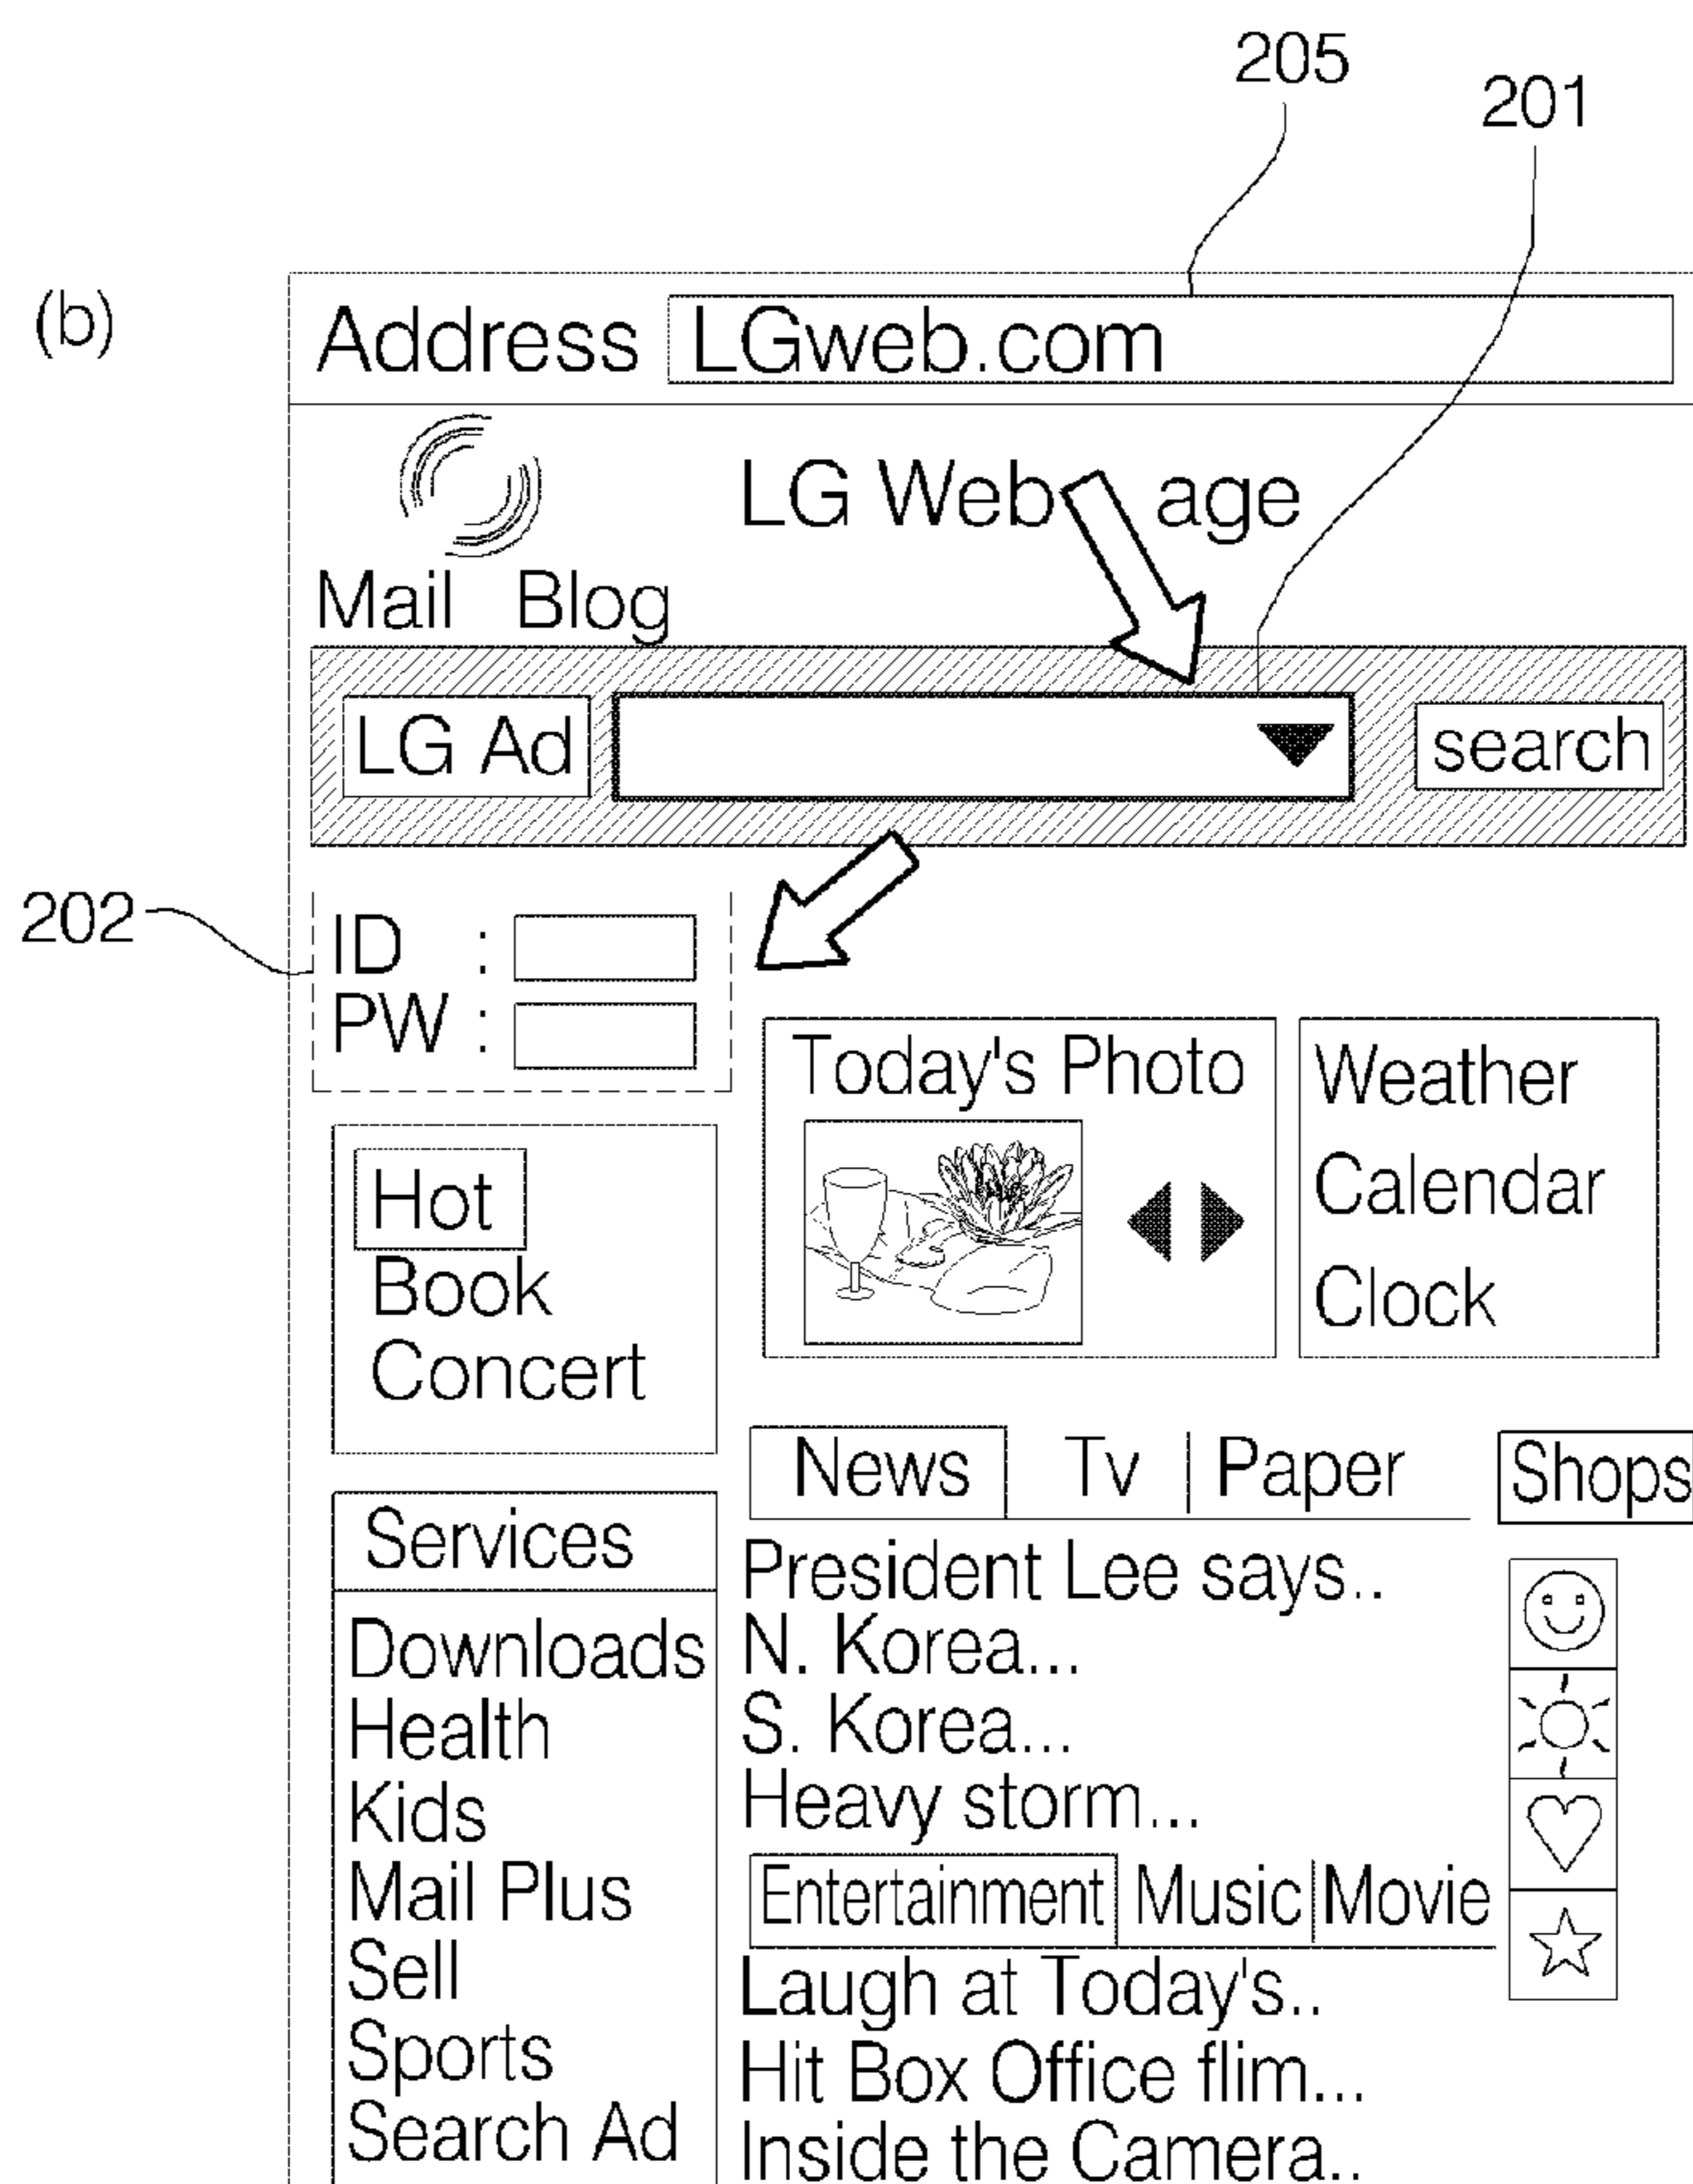 205
201
(b)
Address LGweb.com
LG Web age
Mail Blog
LG Ad search
202
ID :
PW :
Today's Photo
Weather
Calendar
Clock
Hot
Book
Concert
News Tv | Paper
Shops
Services
Downloads
Health
Kids
Mail Plus
Sell
Sports
Search Ad
President Lee says..
N. Korea...
S. Korea...
Heavy storm...
Entertainment Music Movie
Laugh at Today's..
Hit Box Office flim...
Inside the Camera..